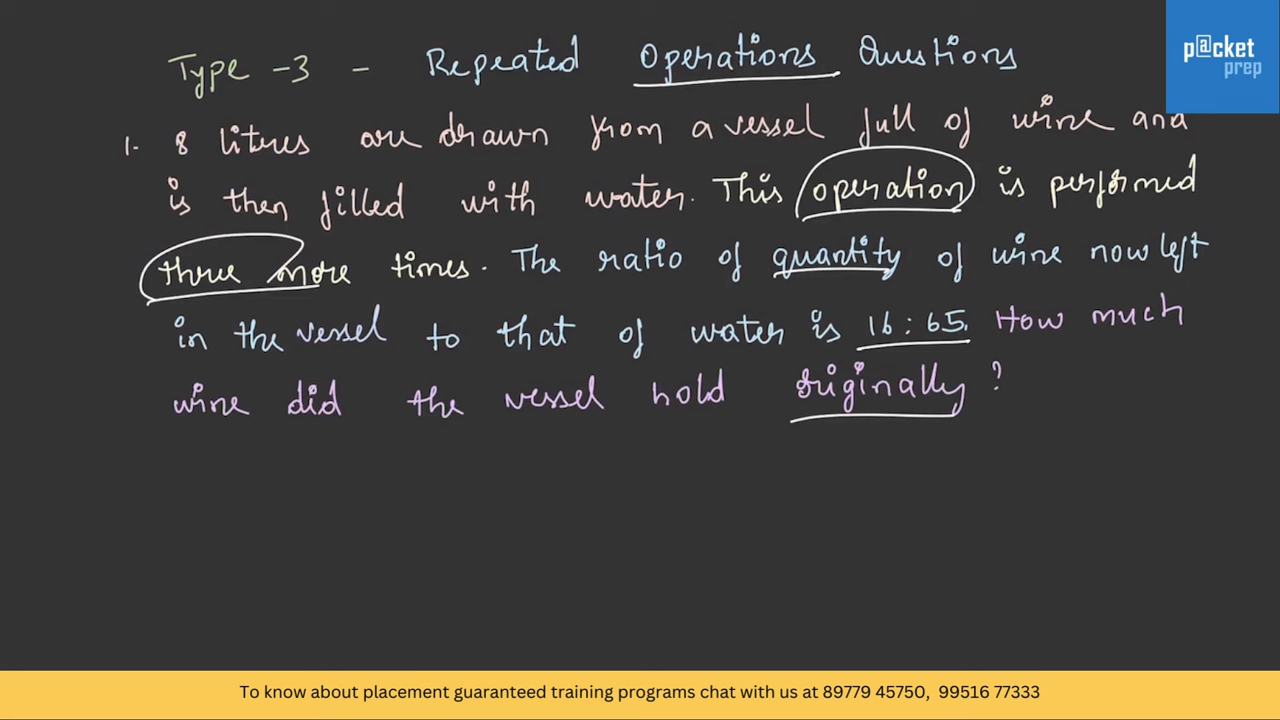 Type -3 - Repeated Operations Questions
p@cket
prep
1. 8 litres are drawn from a vessel full of wine and
is then filled with water. This operation is performed
three more times. The ratio of quantity of wine now left
in the vessel to that of water is 16:65. How much
wine did the vessel hold originally?
To know about placement guaranteed training programs chat with us at 89779 45750, 99516 77333